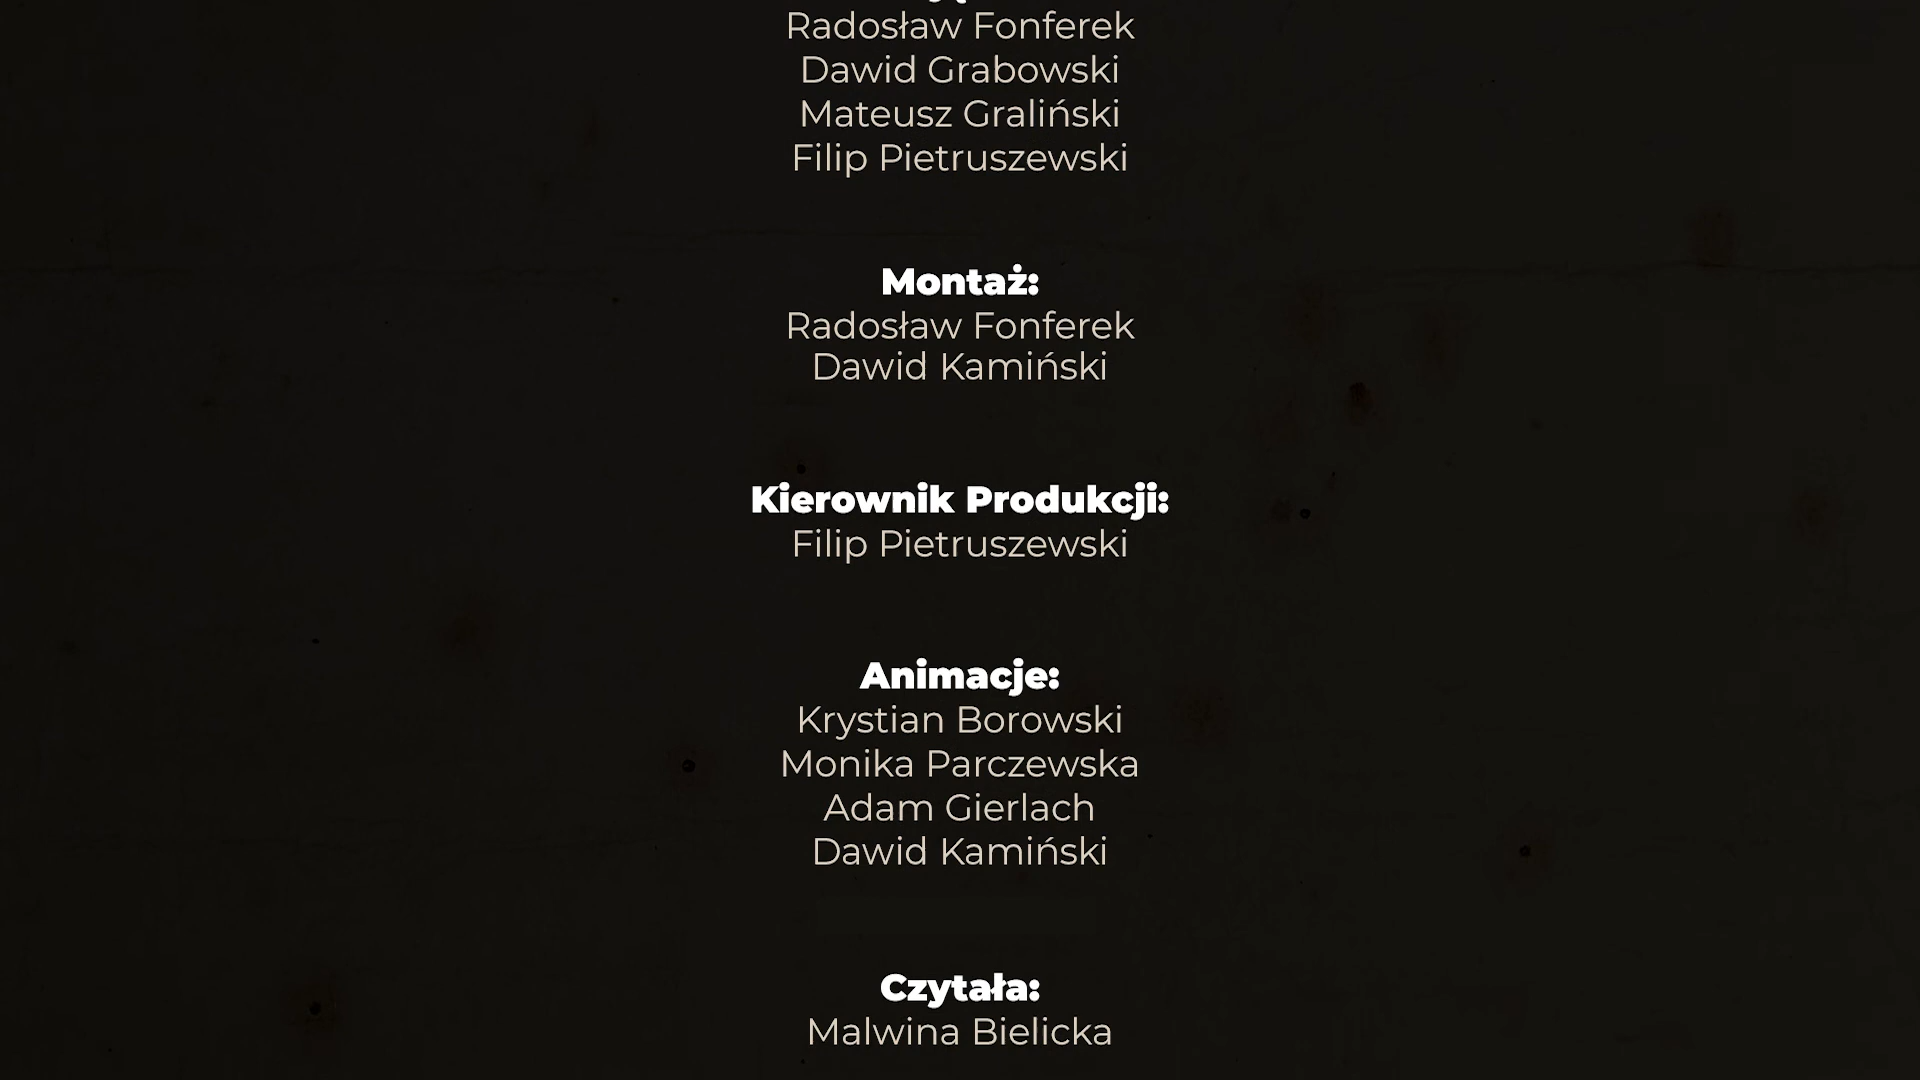 Radosław Fonferek
Dawid Grabowski
Mateusz Graliński
Filip Pietruszewski
Montaż:
Radosław Fonferek
Dawid Kamiński
Kierownik Produkcji:
Filip Pietruszewski
Animacje:
Krystian Borowski
Monika Parczewska
Adam Gierlach
Dawid Kamiński
Czytała:
Malwina Bielicka